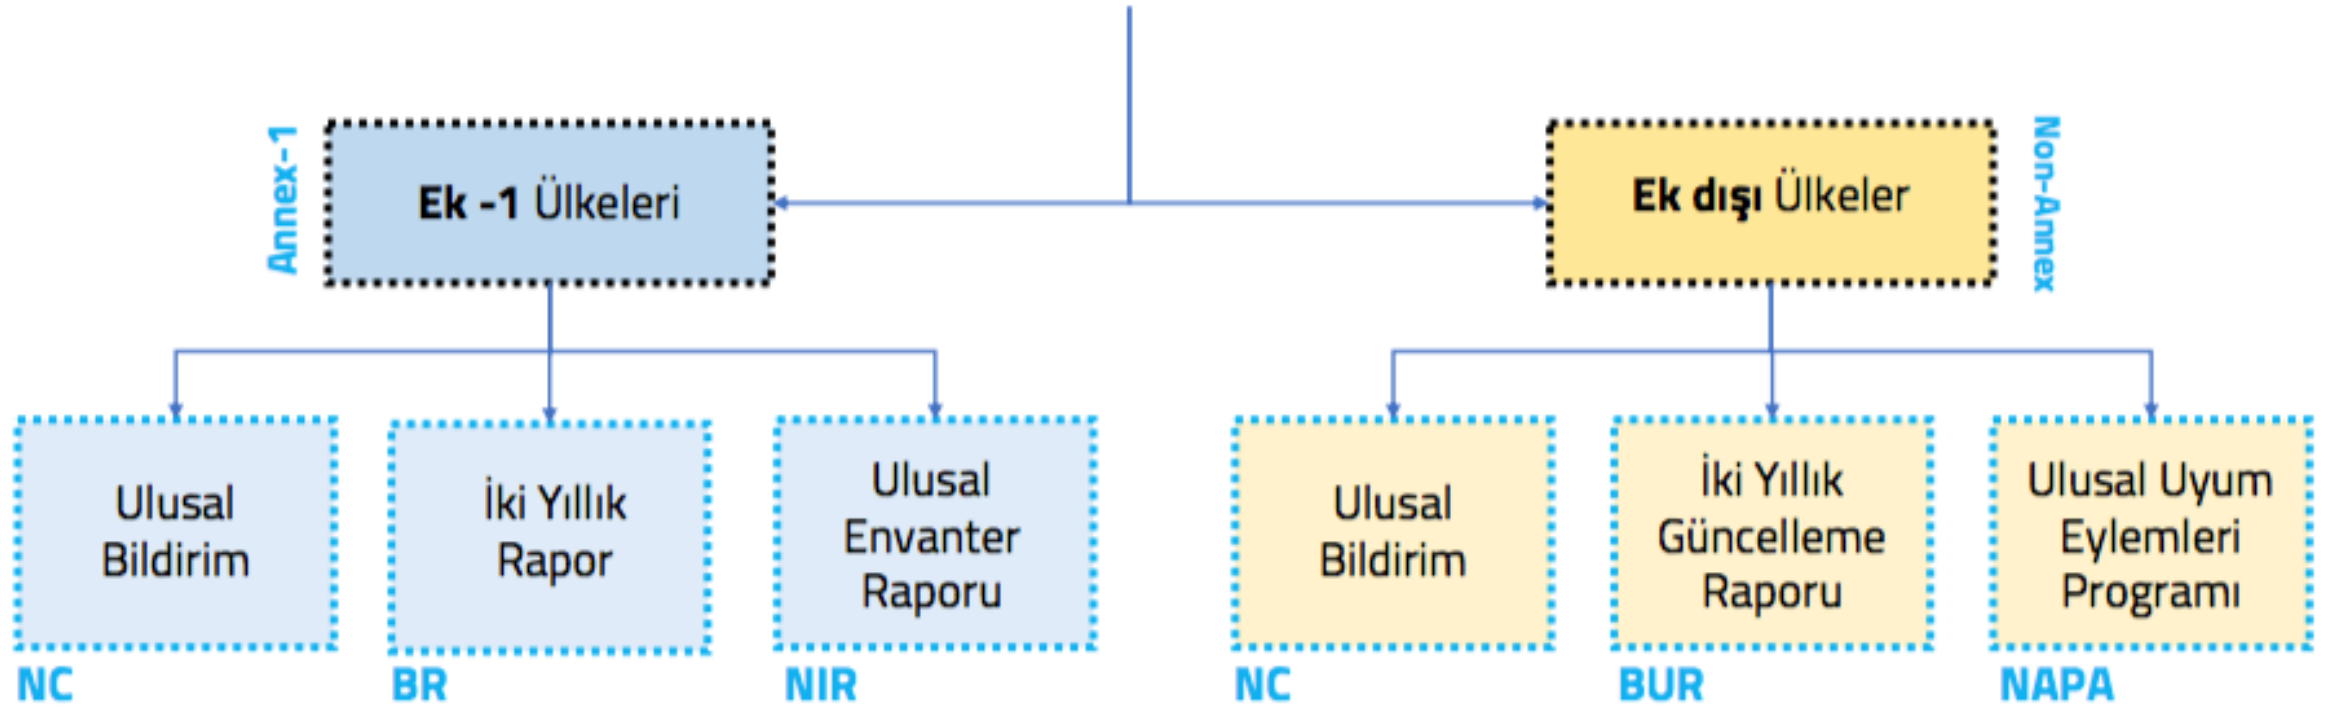 Annex-1
Ek -1 Ülkeleri
Ek dışı Ülkeler
Non-Annex
Ulusal
Bildirim
NC
İki Yıllık
Rapor
BR
Ulusal
Envanter
Raporu
NIR
Ulusal
Bildirim
NC
İki Yıllık
Güncelleme
Raporu
BUR
Ulusal Uyum
Eylemleri
Programı
NAPA